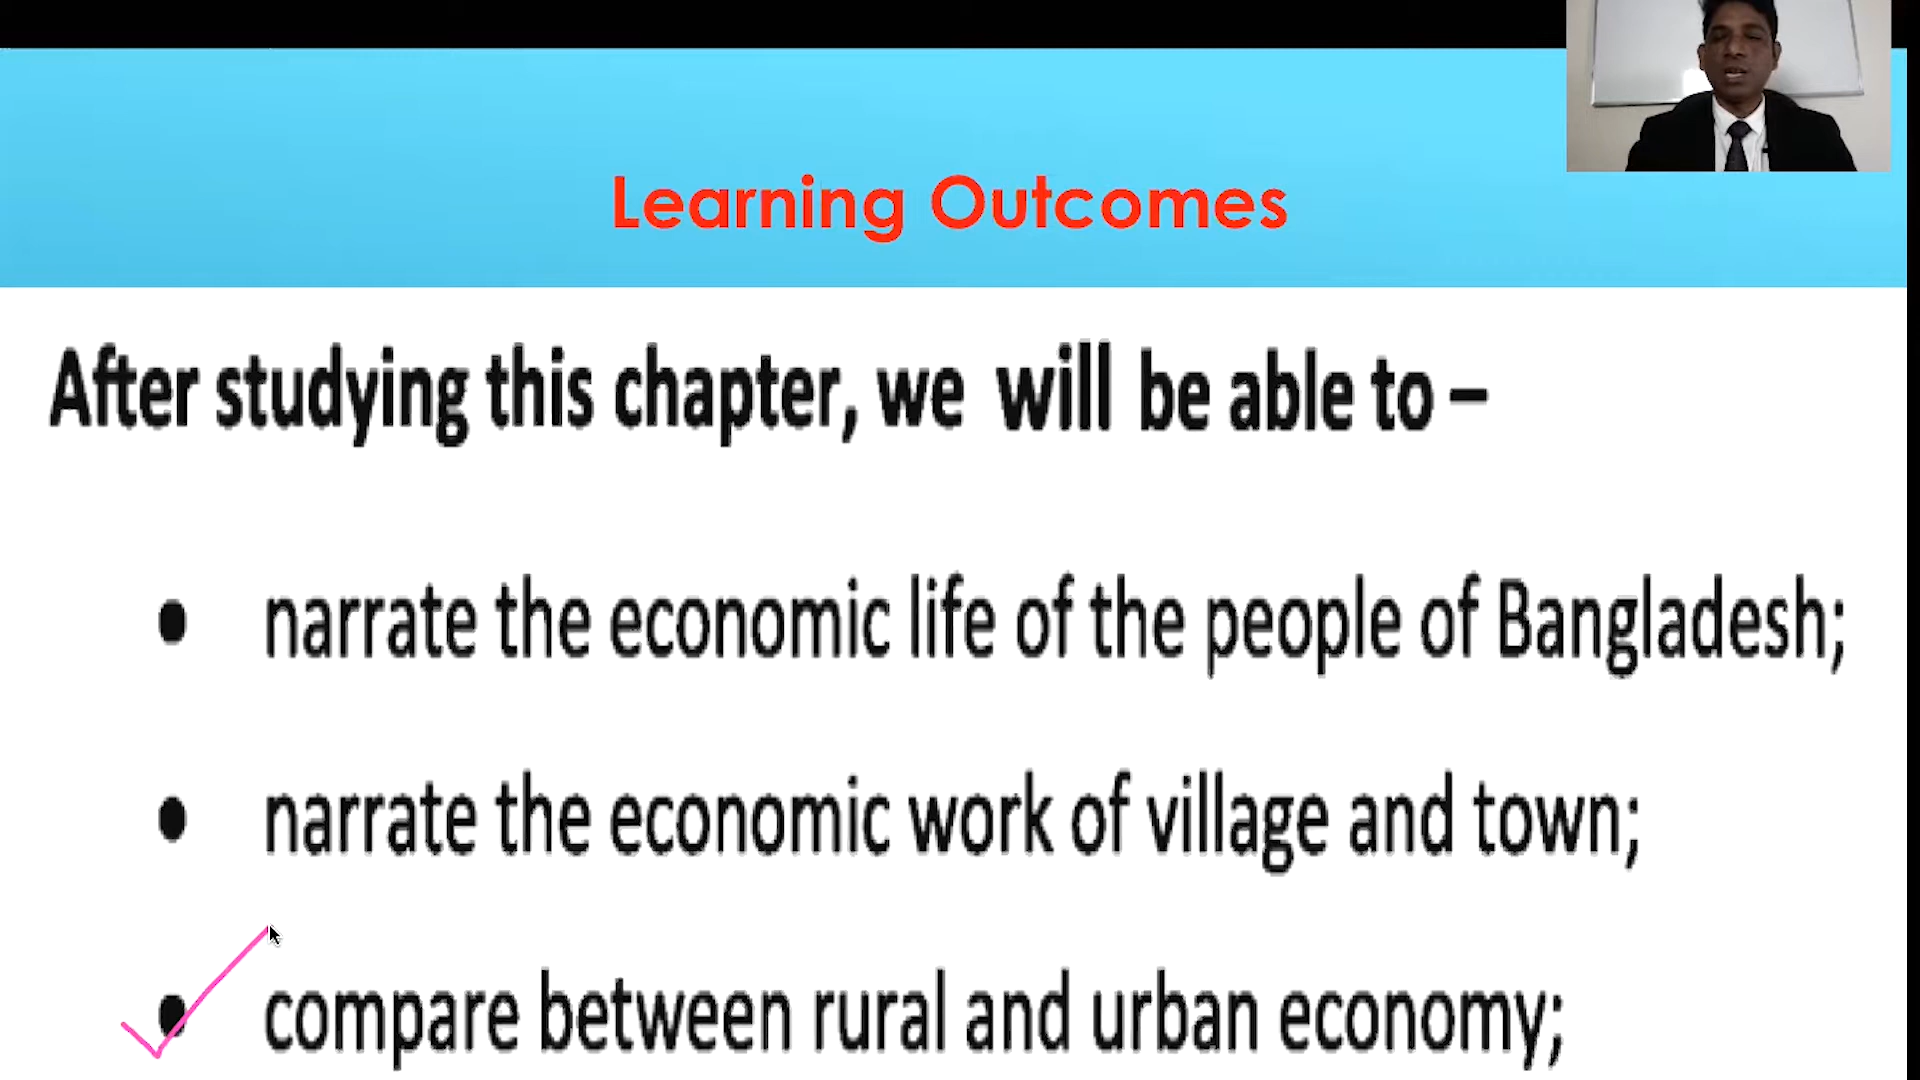 Learning Outcomes
After studying this chapter, we will be able to –
• narrate the economic life of the people of Bangladesh;
• narrate the economic work of village and town;
• compare between rural and urban economy;